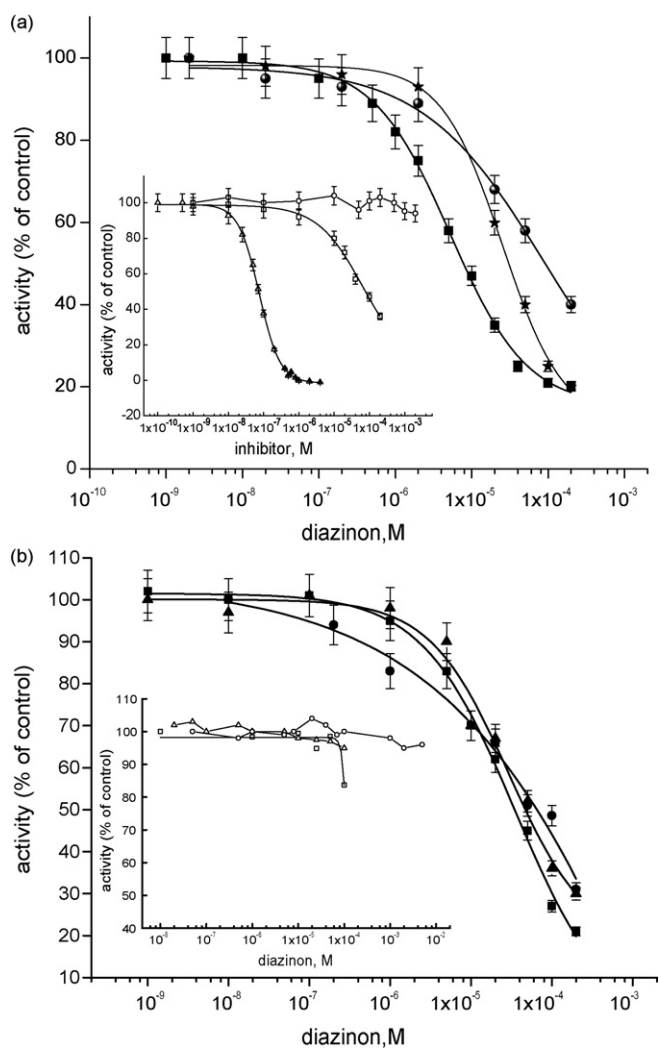 (a)
100
80
60
40
20
0
activity (% of control)
10⁻¹⁰ 10⁻⁹ 10⁻⁸ 10⁻⁷ 10⁻⁶ 1x10⁻⁵ 1x10⁻⁴ 10⁻³
diazinon,M
120
100
80
60
40
20
0
-20
activity (% of control)
1x10⁻¹⁰ 1x10⁻⁹ 1x10⁻⁸ 1x10⁻⁷ 1x10⁻⁶ 1x10⁻⁵ 1x10⁻⁴ 1x10⁻³
inhibitor, M
(b)
110
100
90
80
70
60
50
40
30
20
10
activity (% of control)
10⁻⁹ 10⁻⁸ 10⁻⁷ 10⁻⁶ 1x10⁻⁵ 1x10⁻⁴ 10⁻³
diazinon,M
110
100
90
80
70
60
50
40
activity (% of control)
10⁻⁸ 10⁻⁷ 10⁻⁶ 1x10⁻⁵ 1x10⁻⁴ 10⁻³ 10⁻²
diazinon, M